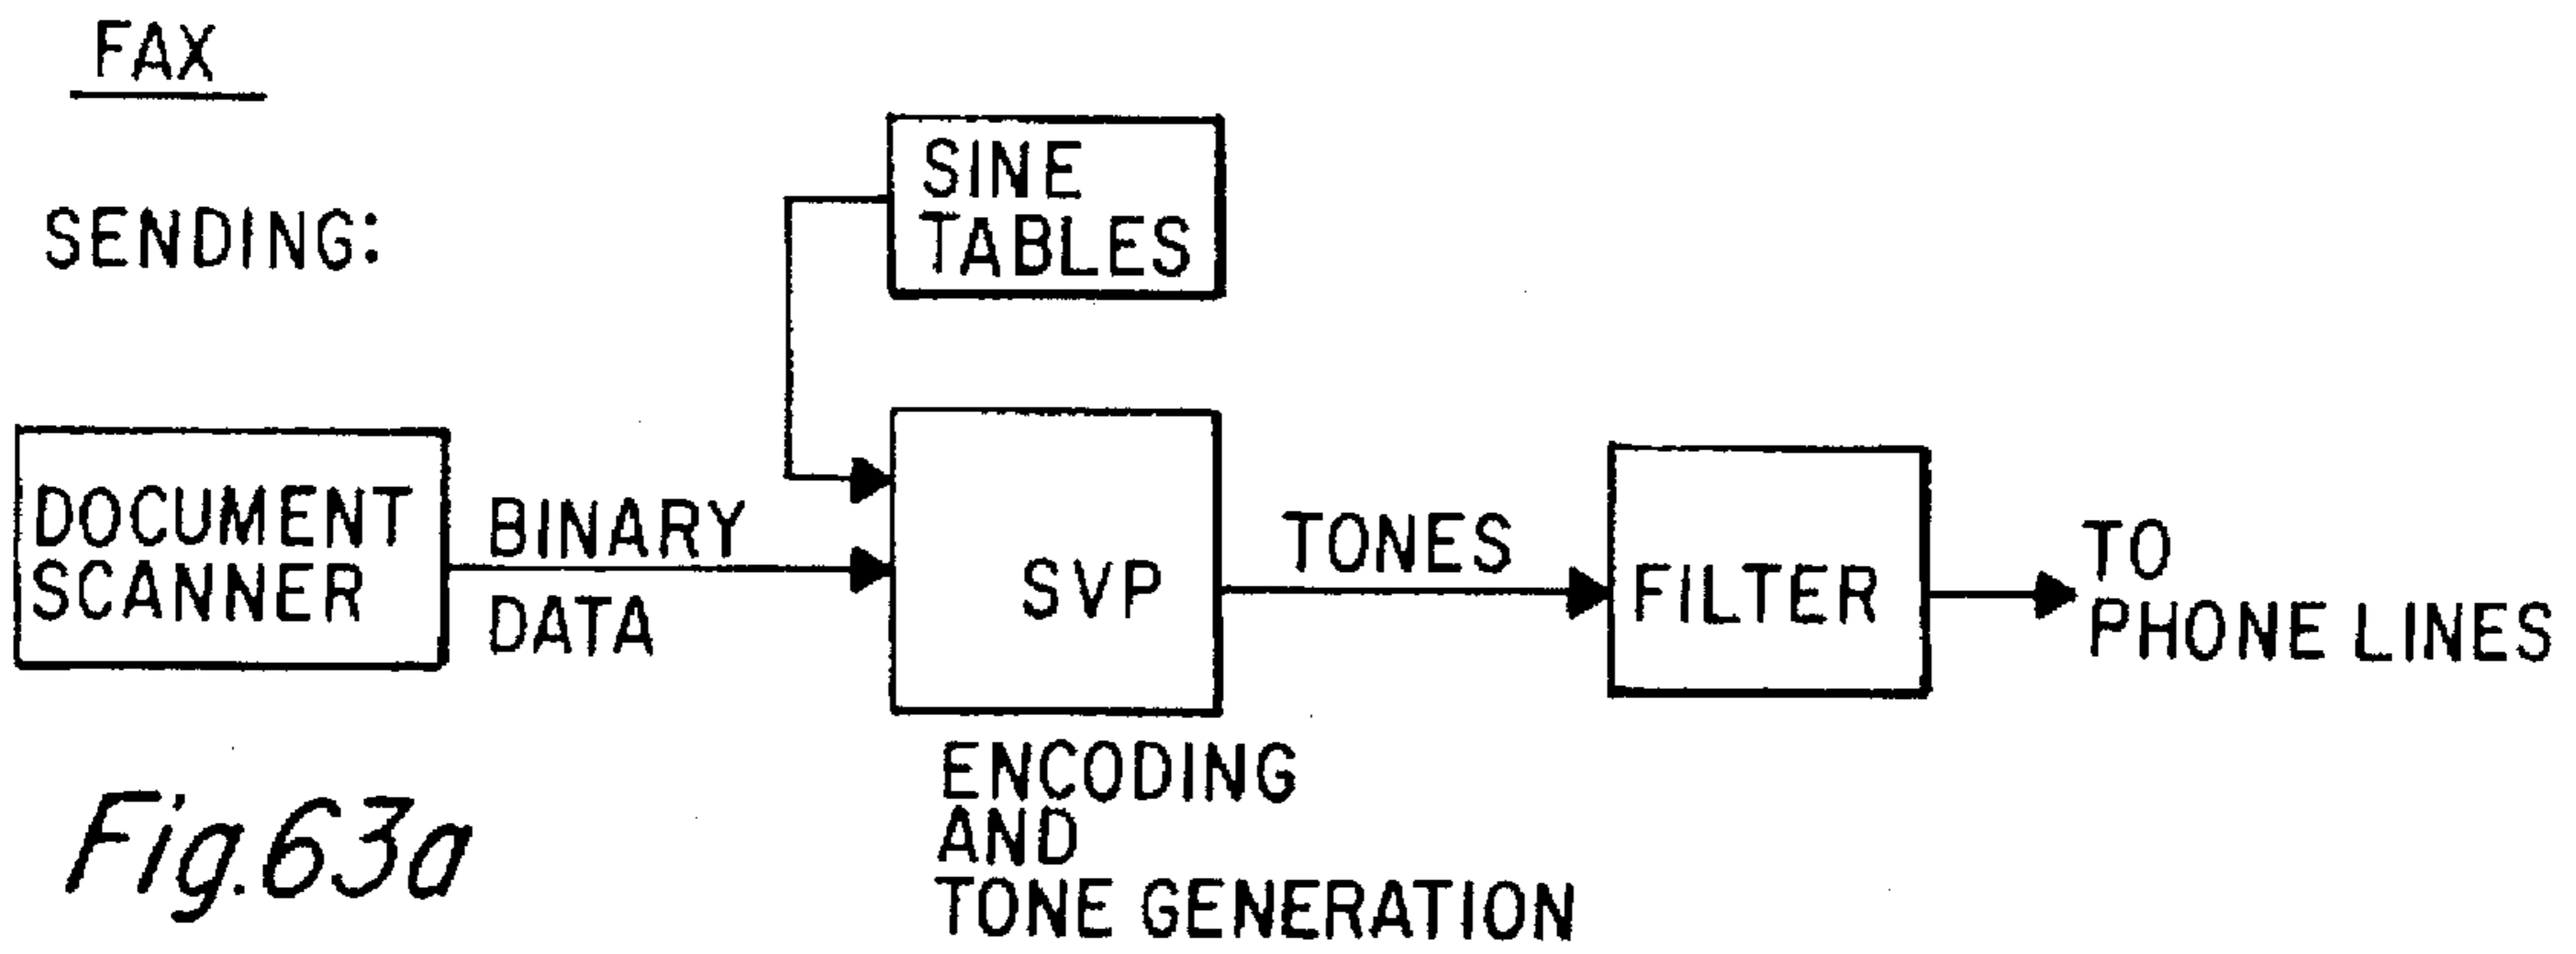 FAX
SENDING:
SINE
TABLES
DOCUMENT
SCANNER
BINARY
DATA
SVP
ENCODING
AND
TONE GENERATION
TONES
FILTER
TO
PHONE LINES
Fig.63a